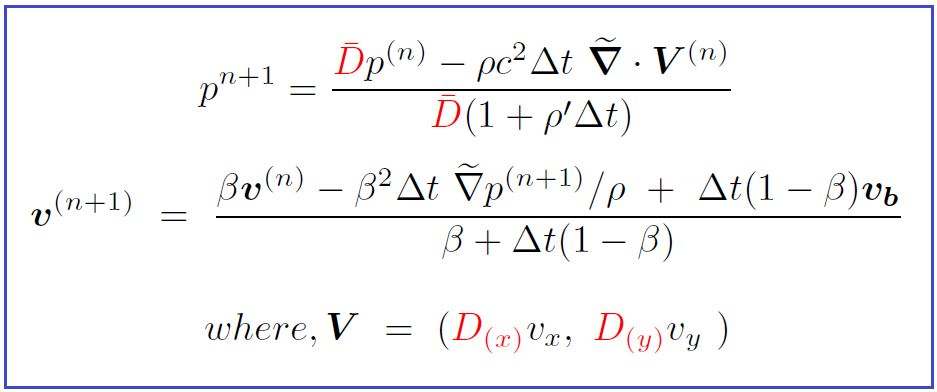 p^{n+1} = \frac{\bar{D}p^{(n)} - \rho c^2 \Delta t \, \widetilde{\boldsymbol{\nabla}} \cdot \boldsymbol{V}^{(n)}}{\bar{D}(1 + \rho' \Delta t)}
\boldsymbol{v}^{(n+1)} = \frac{\beta \boldsymbol{v}^{(n)} - \beta^2 \Delta t \, \widetilde{\nabla} p^{(n+1)} / \rho + \Delta t (1 - \beta) \boldsymbol{v_b}}{\beta + \Delta t (1 - \beta)}
where, \boldsymbol{V} = (D_{(x)} v_x, D_{(y)} v_y)